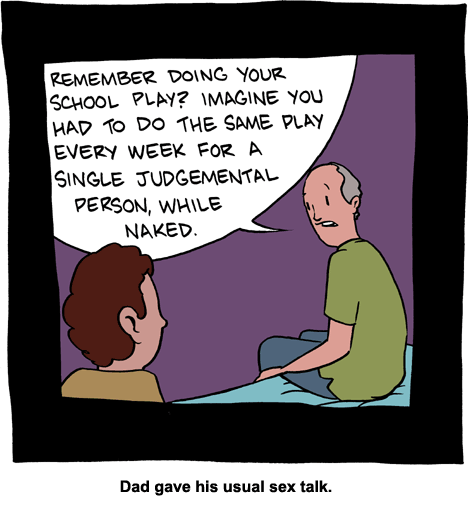 REMEMBER DOING YOUR
SCHOOL PLAY? IMAGINE YOU
HAD TO DO THE SAME PLAY
EVERY WEEK FOR A
SINGLE JUDGEMENTAL
PERSON, WHILE
NAKED.
Dad gave his usual sex talk.